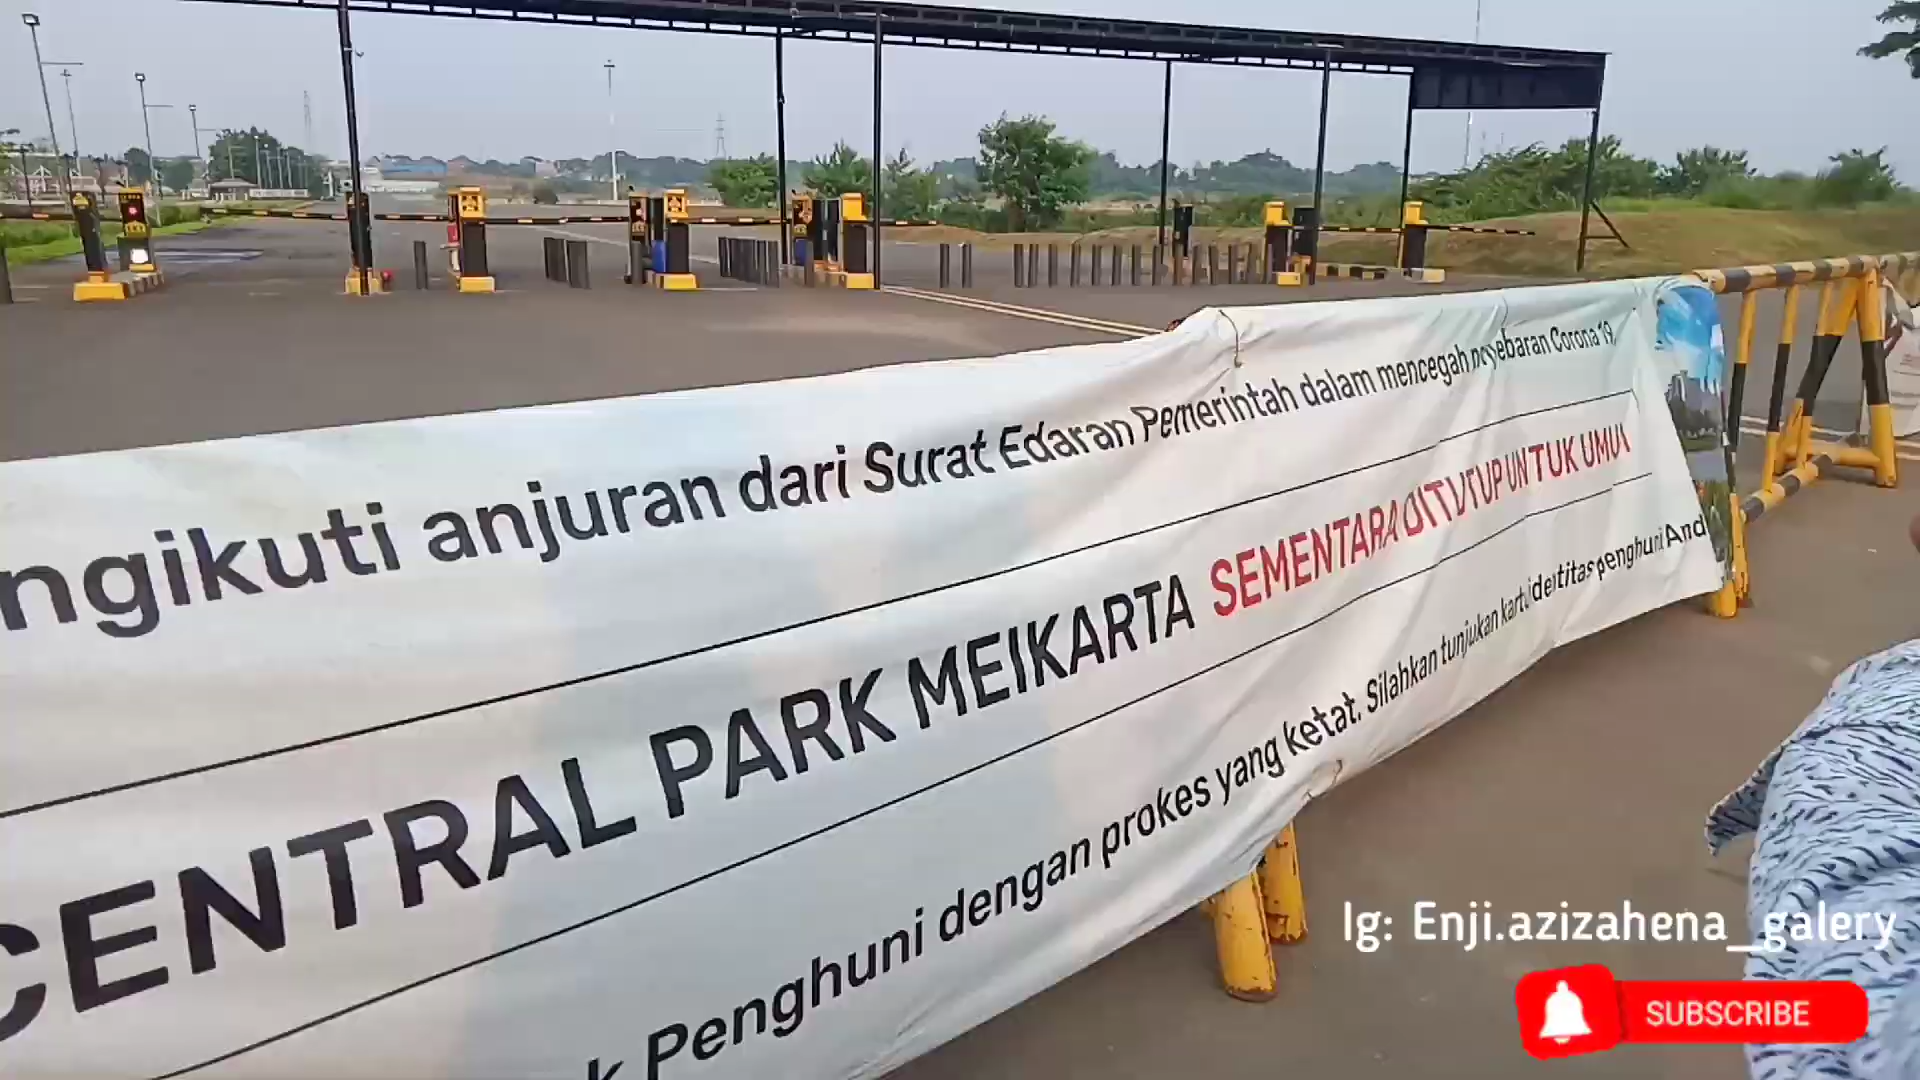 ngikuti anjuran dari Surat Edaran Pemerintah dalam mencegah penyebaran Corona 19,
CENTRAL PARK MEIKARTA SEMENTARA DITUTUP UNTUK UMUM
k Penghuni dengan prokes yang ketat. Silahkan tunjukan kartu identitas penghuni And
Ig: Enji.azizahena_galery
SUBSCRIBE